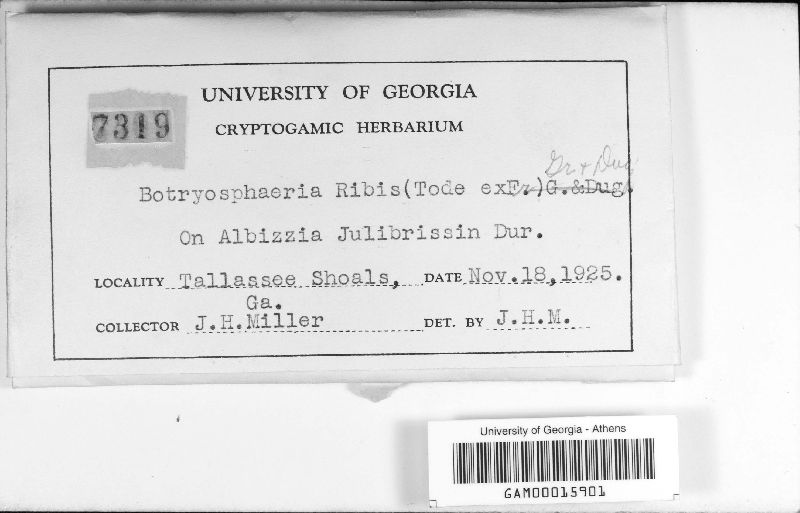 UNIVERSITY OF GEORGIA
7319
CRYPTOGAMIC HERBARIUM
Gr + Dug
Botryosphaeria Ribis(Tode exFr.)G.&Dug.
On Albizzia Julibrissin Dur.
LOCALITY Tallassee Shoals, DATE Nov.18,1925.
Ga.
COLLECTOR J.H.Miller DET. BY J.H.M.
University of Georgia - Athens
GAM00015901